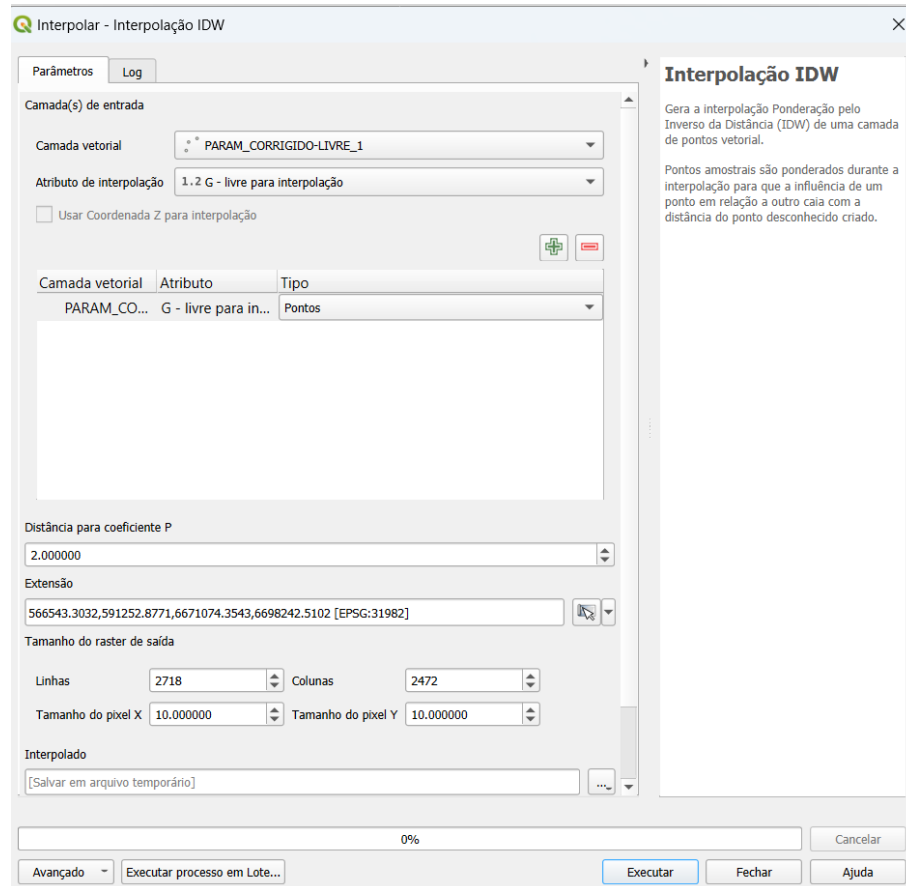 Interpolar - Interpolação IDW
Parâmetros Log
Camada(s) de entrada
Camada vetorial PARAM_CORRIGIDO-LIVRE_1
Atributo de interpolação 1.2 G - livre para interpolação
Usar Coordenada Z para interpolação
Camada vetorial Atributo Tipo
PARAM_CO... G - livre para in... Pontos
Distância para coeficiente P
2.000000
Extensão
566543.3032,591252.8771,6671074.3543,6698242.5102 [EPSG:31982]
Tamanho do raster de saída
Linhas 2718 Colunas 2472
Tamanho do pixel X 10.000000 Tamanho do pixel Y 10.000000
Interpolado
[Salvar em arquivo temporário] ...
Interpolação IDW
Gera a interpolação Ponderação pelo
Inverso da Distância (IDW) de uma camada
de pontos vetorial.
Pontos amostrais são ponderados durante a
interpolação para que a influência de um
ponto em relação a outro caia com a
distância do ponto desconhecido criado.
0% Cancelar
Avançado Executar processo em Lote... Executar Fechar Ajuda